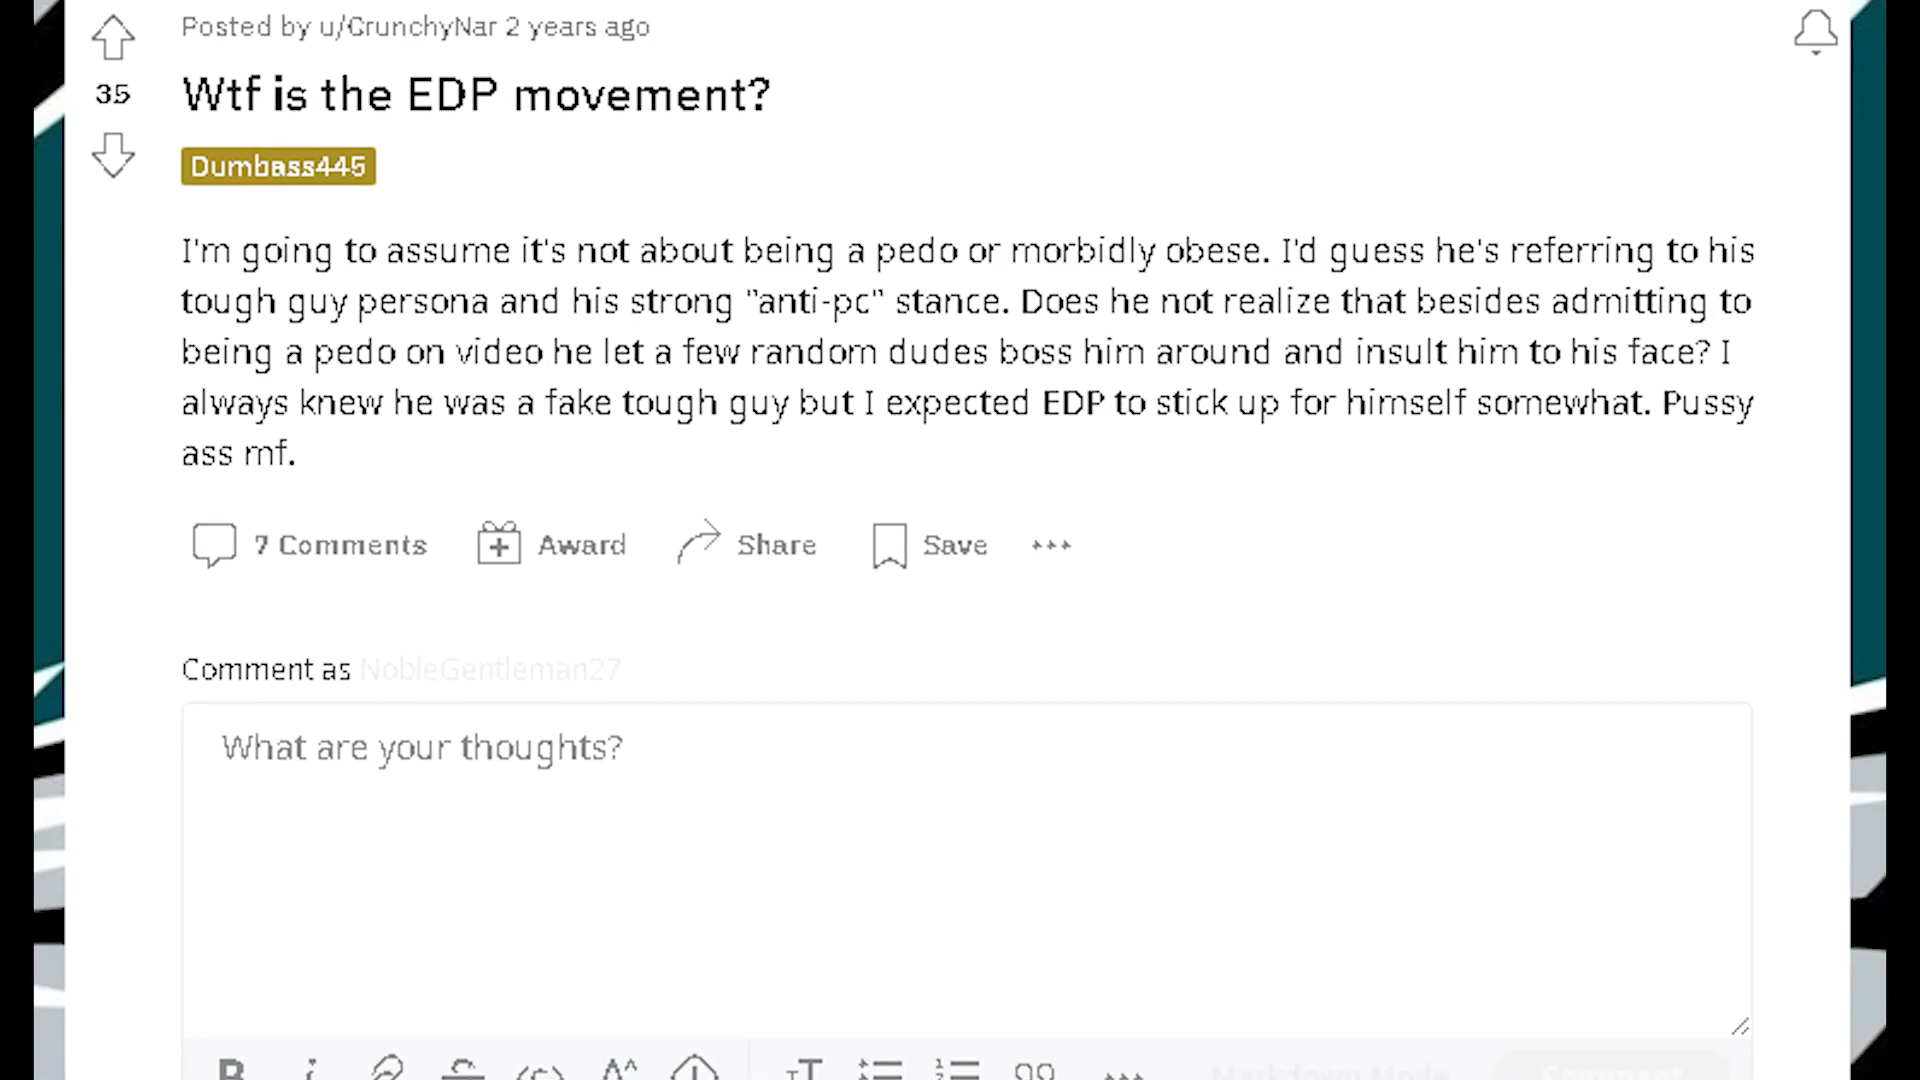 Posted by u/CrunchyNar 2 years ago
35
Wtf is the EDP movement?
Dumbass445
I'm going to assume it's not about being a pedo or morbidly obese. I'd guess he's referring to his
tough guy persona and his strong "anti-pc" stance. Does he not realize that besides admitting to
being a pedo on video he let a few random dudes boss him around and insult him to his face? I
always knew he was a fake tough guy but I expected EDP to stick up for himself somewhat. Pussy
ass mf.
7 Comments Award Share Save
Comment as NobleGentleman27
What are your thoughts?
Markdown Mode Comment